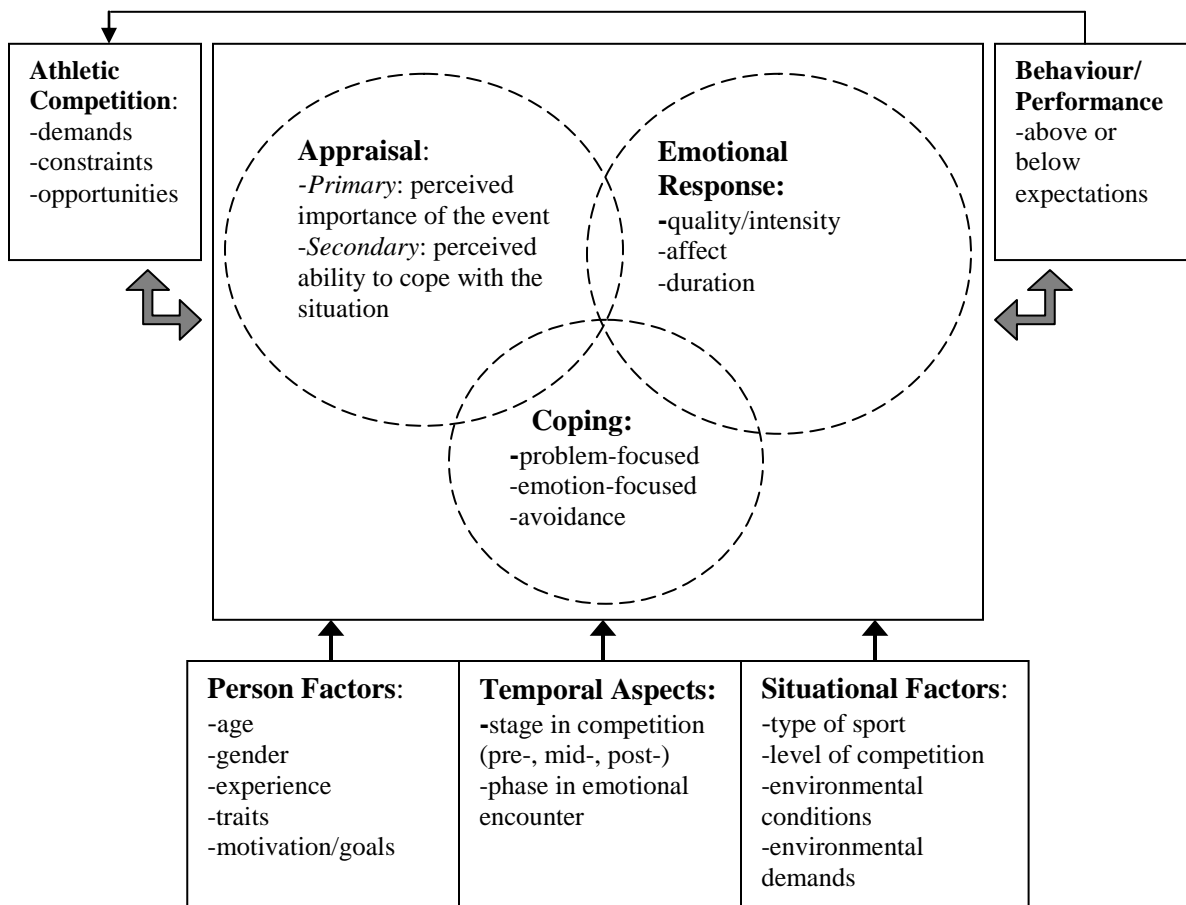 Athletic
Competition:
-demands
-constraints
-opportunities
Appraisal:
-Primary: perceived
importance of the event
-Secondary: perceived
ability to cope with the
situation
Emotional
Response:
-quality/intensity
-affect
-duration
Behaviour/
Performance
-above or
below
expectations
Coping:
-problem-focused
-emotion-focused
-avoidance
Person Factors:
-age
-gender
-experience
-traits
-motivation/goals
Temporal Aspects:
-stage in competition
(pre-, mid-, post-)
-phase in emotional
encounter
Situational Factors:
-type of sport
-level of competition
-environmental
conditions
-environmental
demands